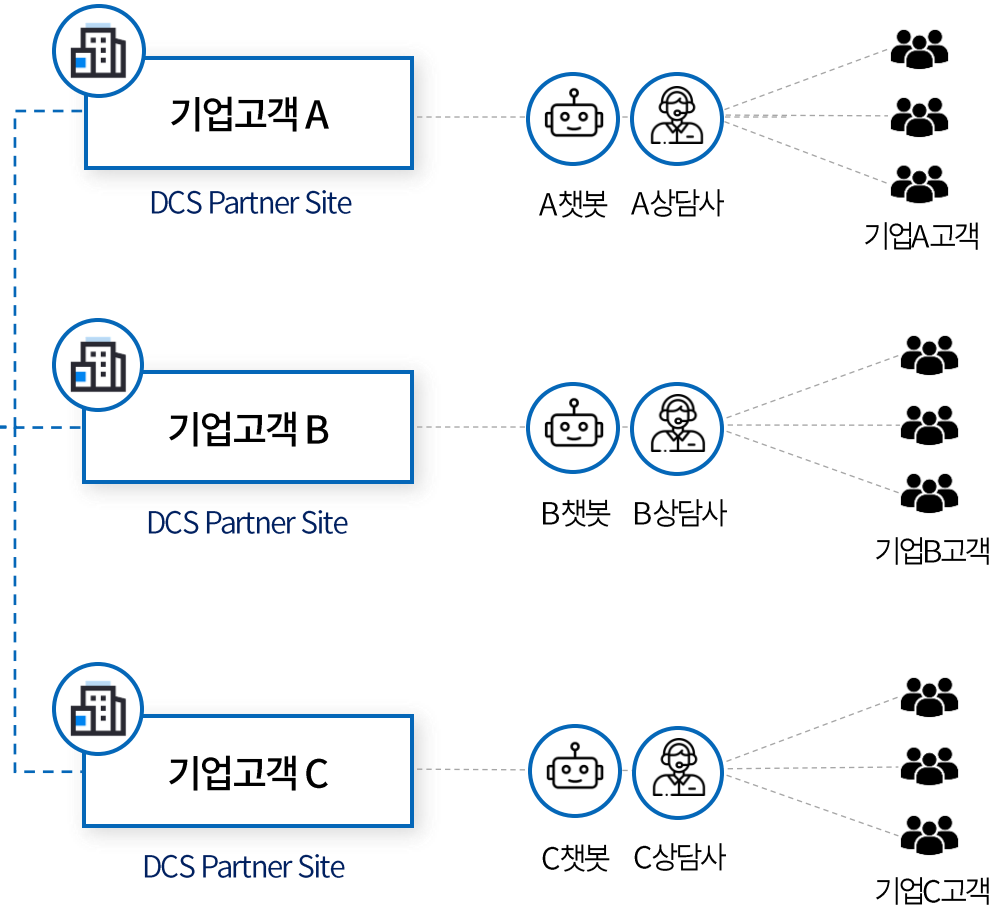 기업고객 A
DCS Partner Site
A챗봇
A상담사
기업A고객
기업고객 B
DCS Partner Site
B챗봇
B상담사
기업B고객
기업고객 C
DCS Partner Site
C챗봇
C상담사
기업C고객